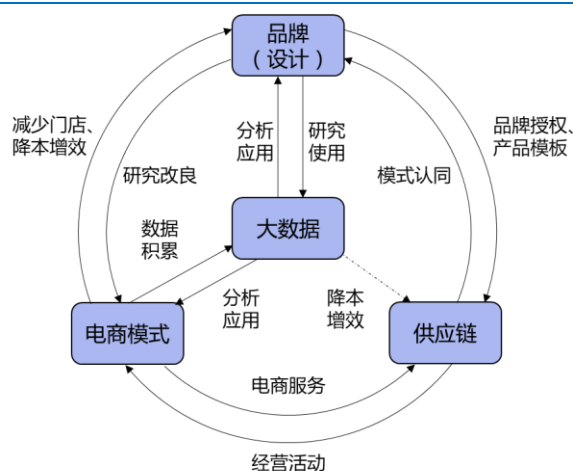 品牌
（设计）
减少门店、
降本增效
分析
应用
研究
使用
品牌授权、
产品模板
研究改良
模式认同
数据
积累
大数据
分析
应用
降本
增效
电商模式
供应链
电商服务
经营活动